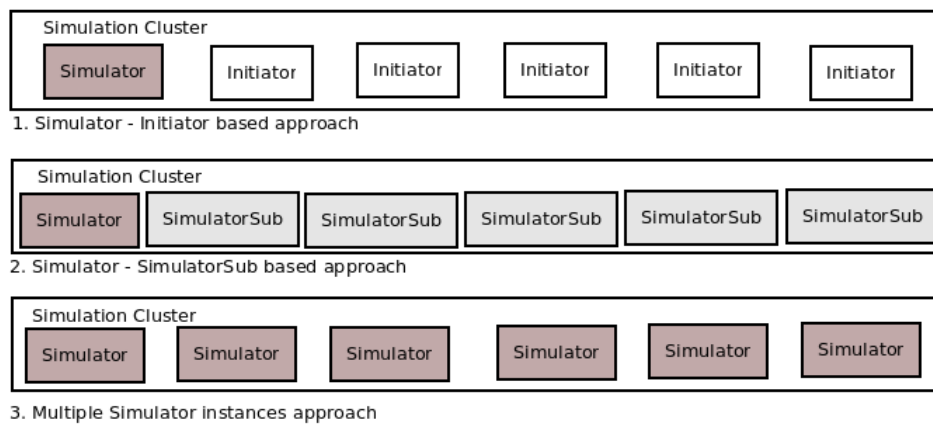 Simulation Cluster
Simulator Initiator Initiator Initiator Initiator Initiator
1. Simulator - Initiator based approach
Simulation Cluster
Simulator SimulatorSub SimulatorSub SimulatorSub SimulatorSub SimulatorSub
2. Simulator - SimulatorSub based approach
Simulation Cluster
Simulator Simulator Simulator Simulator Simulator Simulator
3. Multiple Simulator instances approach